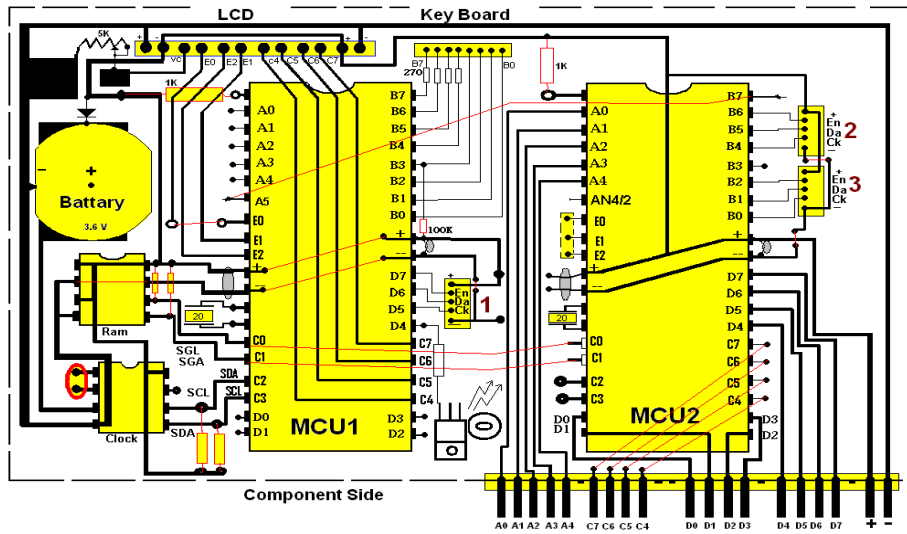 LCD
Key Board
5K
+ - VC E0 E2 E1 C4 C5 C6 C7 - +
B7 B0
270
1K
1K
B7
B6
B5
B4
B3
B2
B1
B0
A0
A1
A2
A3
A4
A5
E0
E1
E2
+
--
+
--
100K
Battary
3.6 V
+
-
Ram
20
D7
D6
D5
D4
+
En
Da
Ck
-
1
SGL
SGA
C0
C1
C2
C3
D0
D1
C7
C6
C5
C4
D3
D2
MCU1
SDA
SCL
SCL
SDA
Clock
A0
A1
A2
A3
A4
AN4/2
E0
E1
E2
+
--
20
C0
C1
C2
C3
D0
D1
B7
B6
B5
B4
B3
B2
B1
B0
+
--
D7
D6
D5
D4
C7
C6
C5
C4
D3
D2
MCU2
+
En
Da
Ck
-
2
+
En
Da
Ck
-
3
Component Side
A0 A1 A2 A3 A4 C7 C6 C5 C4 D0 D1 D2 D3 D4 D5 D6 D7 + -